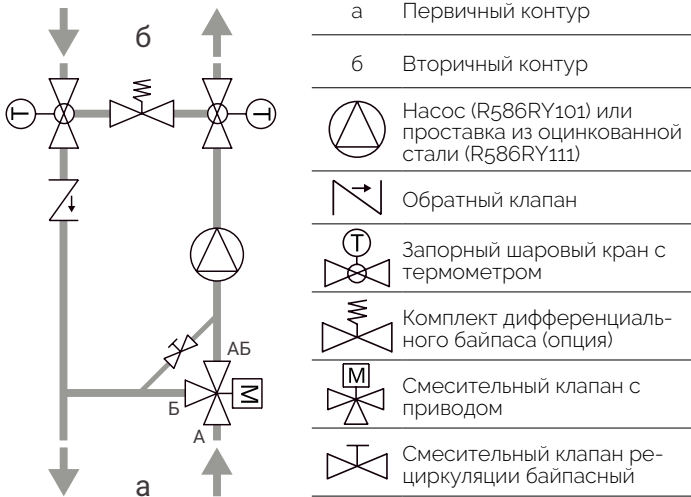 б
Т
Т
АБ
М
Б
А
а
а Первичный контур
б Вторичный контур
Насос (R586RY101) или
проставка из оцинкованной
стали (R586RY111)
Обратный клапан
Т
Запорный шаровый кран с
термометром
Комплект дифференциаль-
ного байпаса (опция)
М
Смесительный клапан с
приводом
Смесительный клапан ре-
циркуляции байпасный